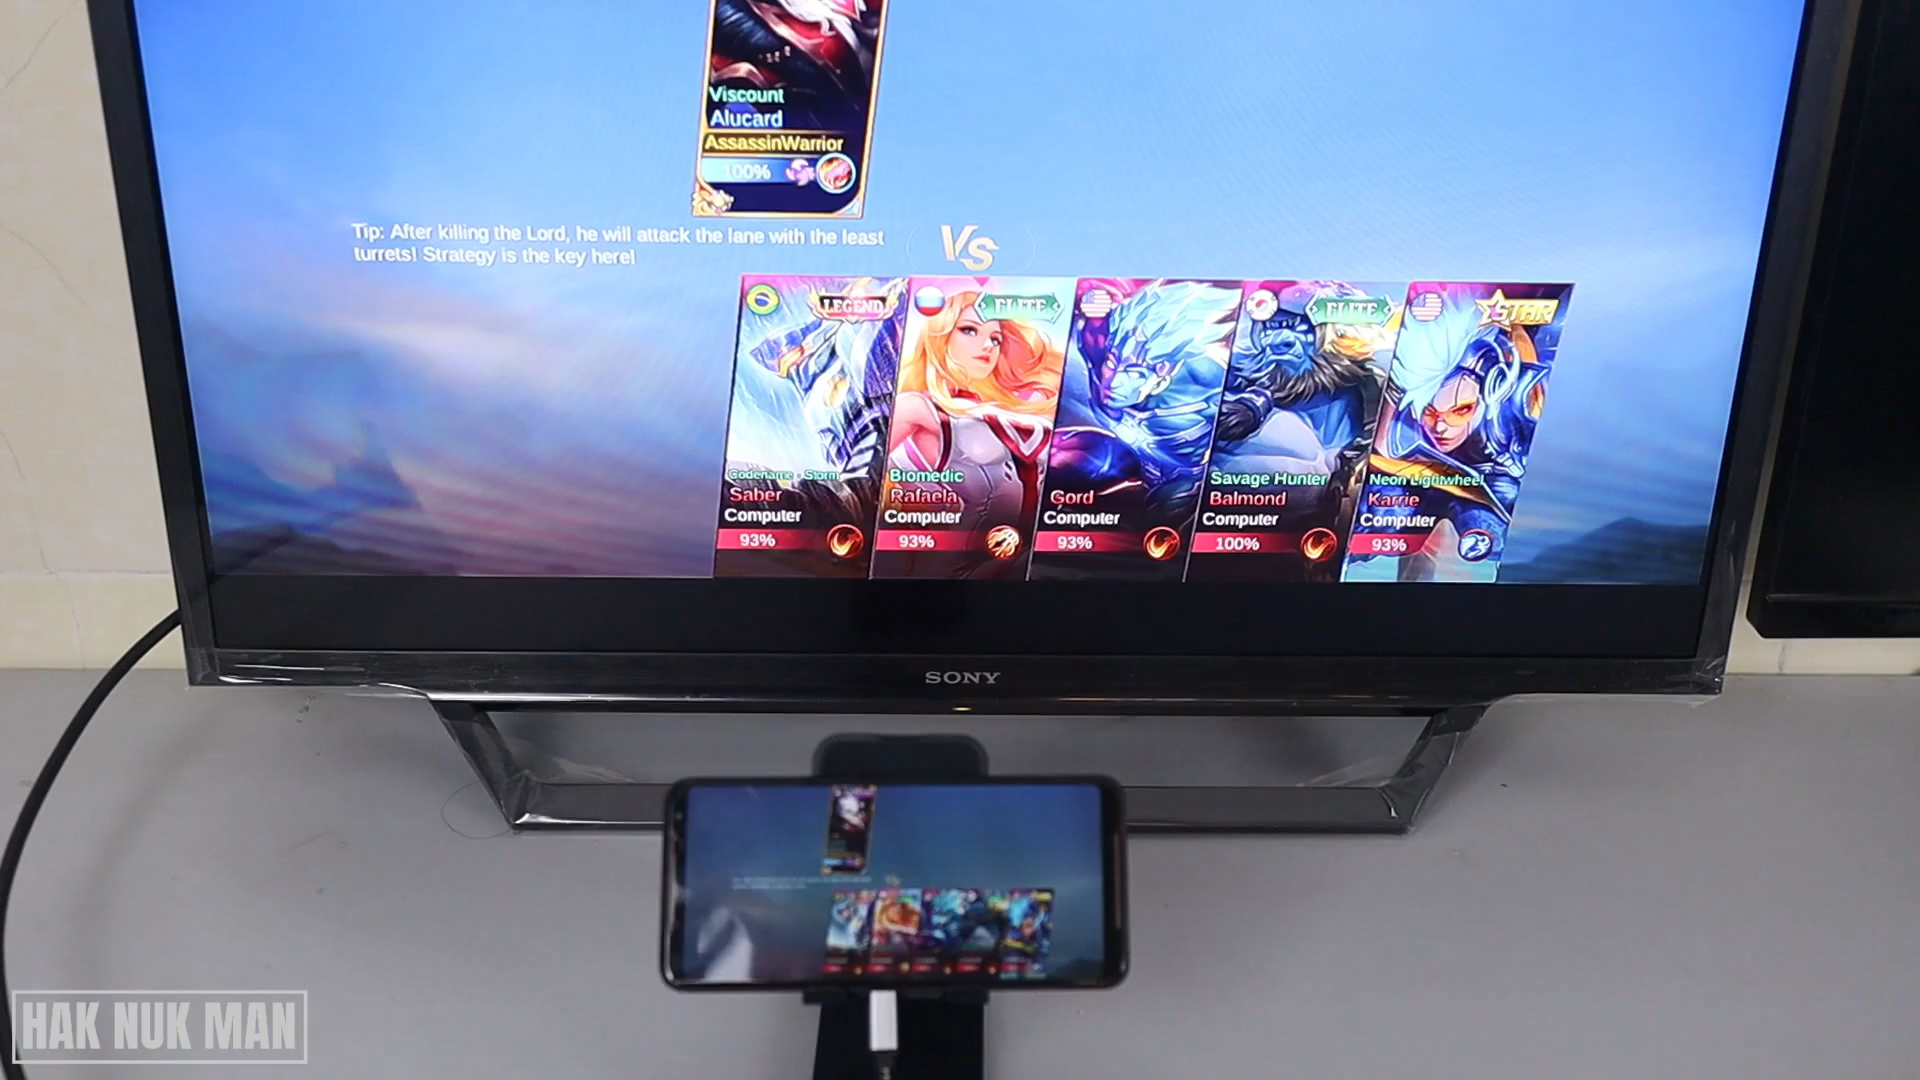 Viscount
Alucard
AssassinWarrior
100%
Tip: After killing the Lord, he will attack the lane with the least
turrets! Strategy is the key here!
VS
LEGEND
ELITE
ELITE
STAR
Codename - Storm
Saber
Computer
93%
Biomedic
Rafaela
Computer
93%
Gord
Computer
93%
Savage Hunter
Balmond
Computer
100%
Neon Lightwheel
Karrie
Computer
93%
SONY
HAK NUK MAN